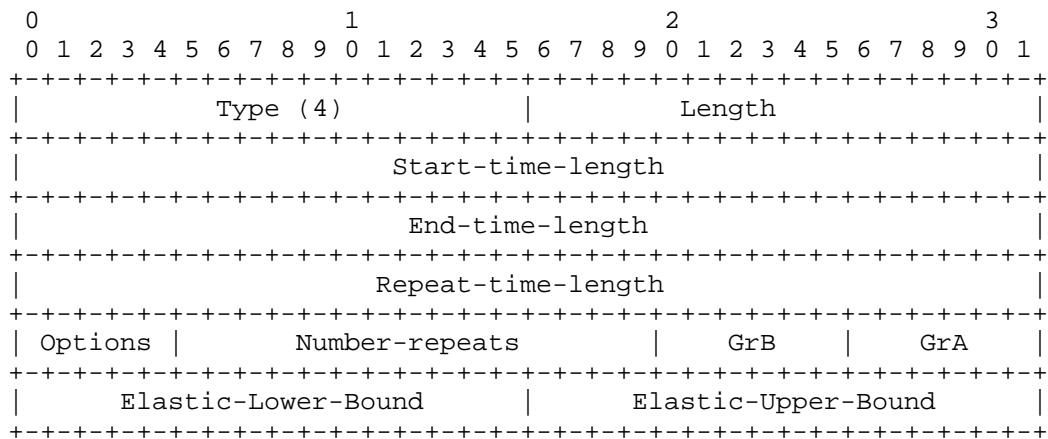 0                   1                   2                   3
0 1 2 3 4 5 6 7 8 9 0 1 2 3 4 5 6 7 8 9 0 1 2 3 4 5 6 7 8 9 0 1
+-+-+-+-+-+-+-+-+-+-+-+-+-+-+-+-+-+-+-+-+-+-+-+-+-+-+-+-+-+-+-+-+
|            Type (4)           |         Length                |
+-+-+-+-+-+-+-+-+-+-+-+-+-+-+-+-+-+-+-+-+-+-+-+-+-+-+-+-+-+-+-+-+
|                       Start-time-length                       |
+-+-+-+-+-+-+-+-+-+-+-+-+-+-+-+-+-+-+-+-+-+-+-+-+-+-+-+-+-+-+-+-+
|                        End-time-length                        |
+-+-+-+-+-+-+-+-+-+-+-+-+-+-+-+-+-+-+-+-+-+-+-+-+-+-+-+-+-+-+-+-+
|                      Repeat-time-length                       |
+-+-+-+-+-+-+-+-+-+-+-+-+-+-+-+-+-+-+-+-+-+-+-+-+-+-+-+-+-+-+-+-+
| Options |       Number-repeats        |    GrB    |    GrA    |
+-+-+-+-+-+-+-+-+-+-+-+-+-+-+-+-+-+-+-+-+-+-+-+-+-+-+-+-+-+-+-+-+
|      Elastic-Lower-Bound      |      Elastic-Upper-Bound      |
+-+-+-+-+-+-+-+-+-+-+-+-+-+-+-+-+-+-+-+-+-+-+-+-+-+-+-+-+-+-+-+-+